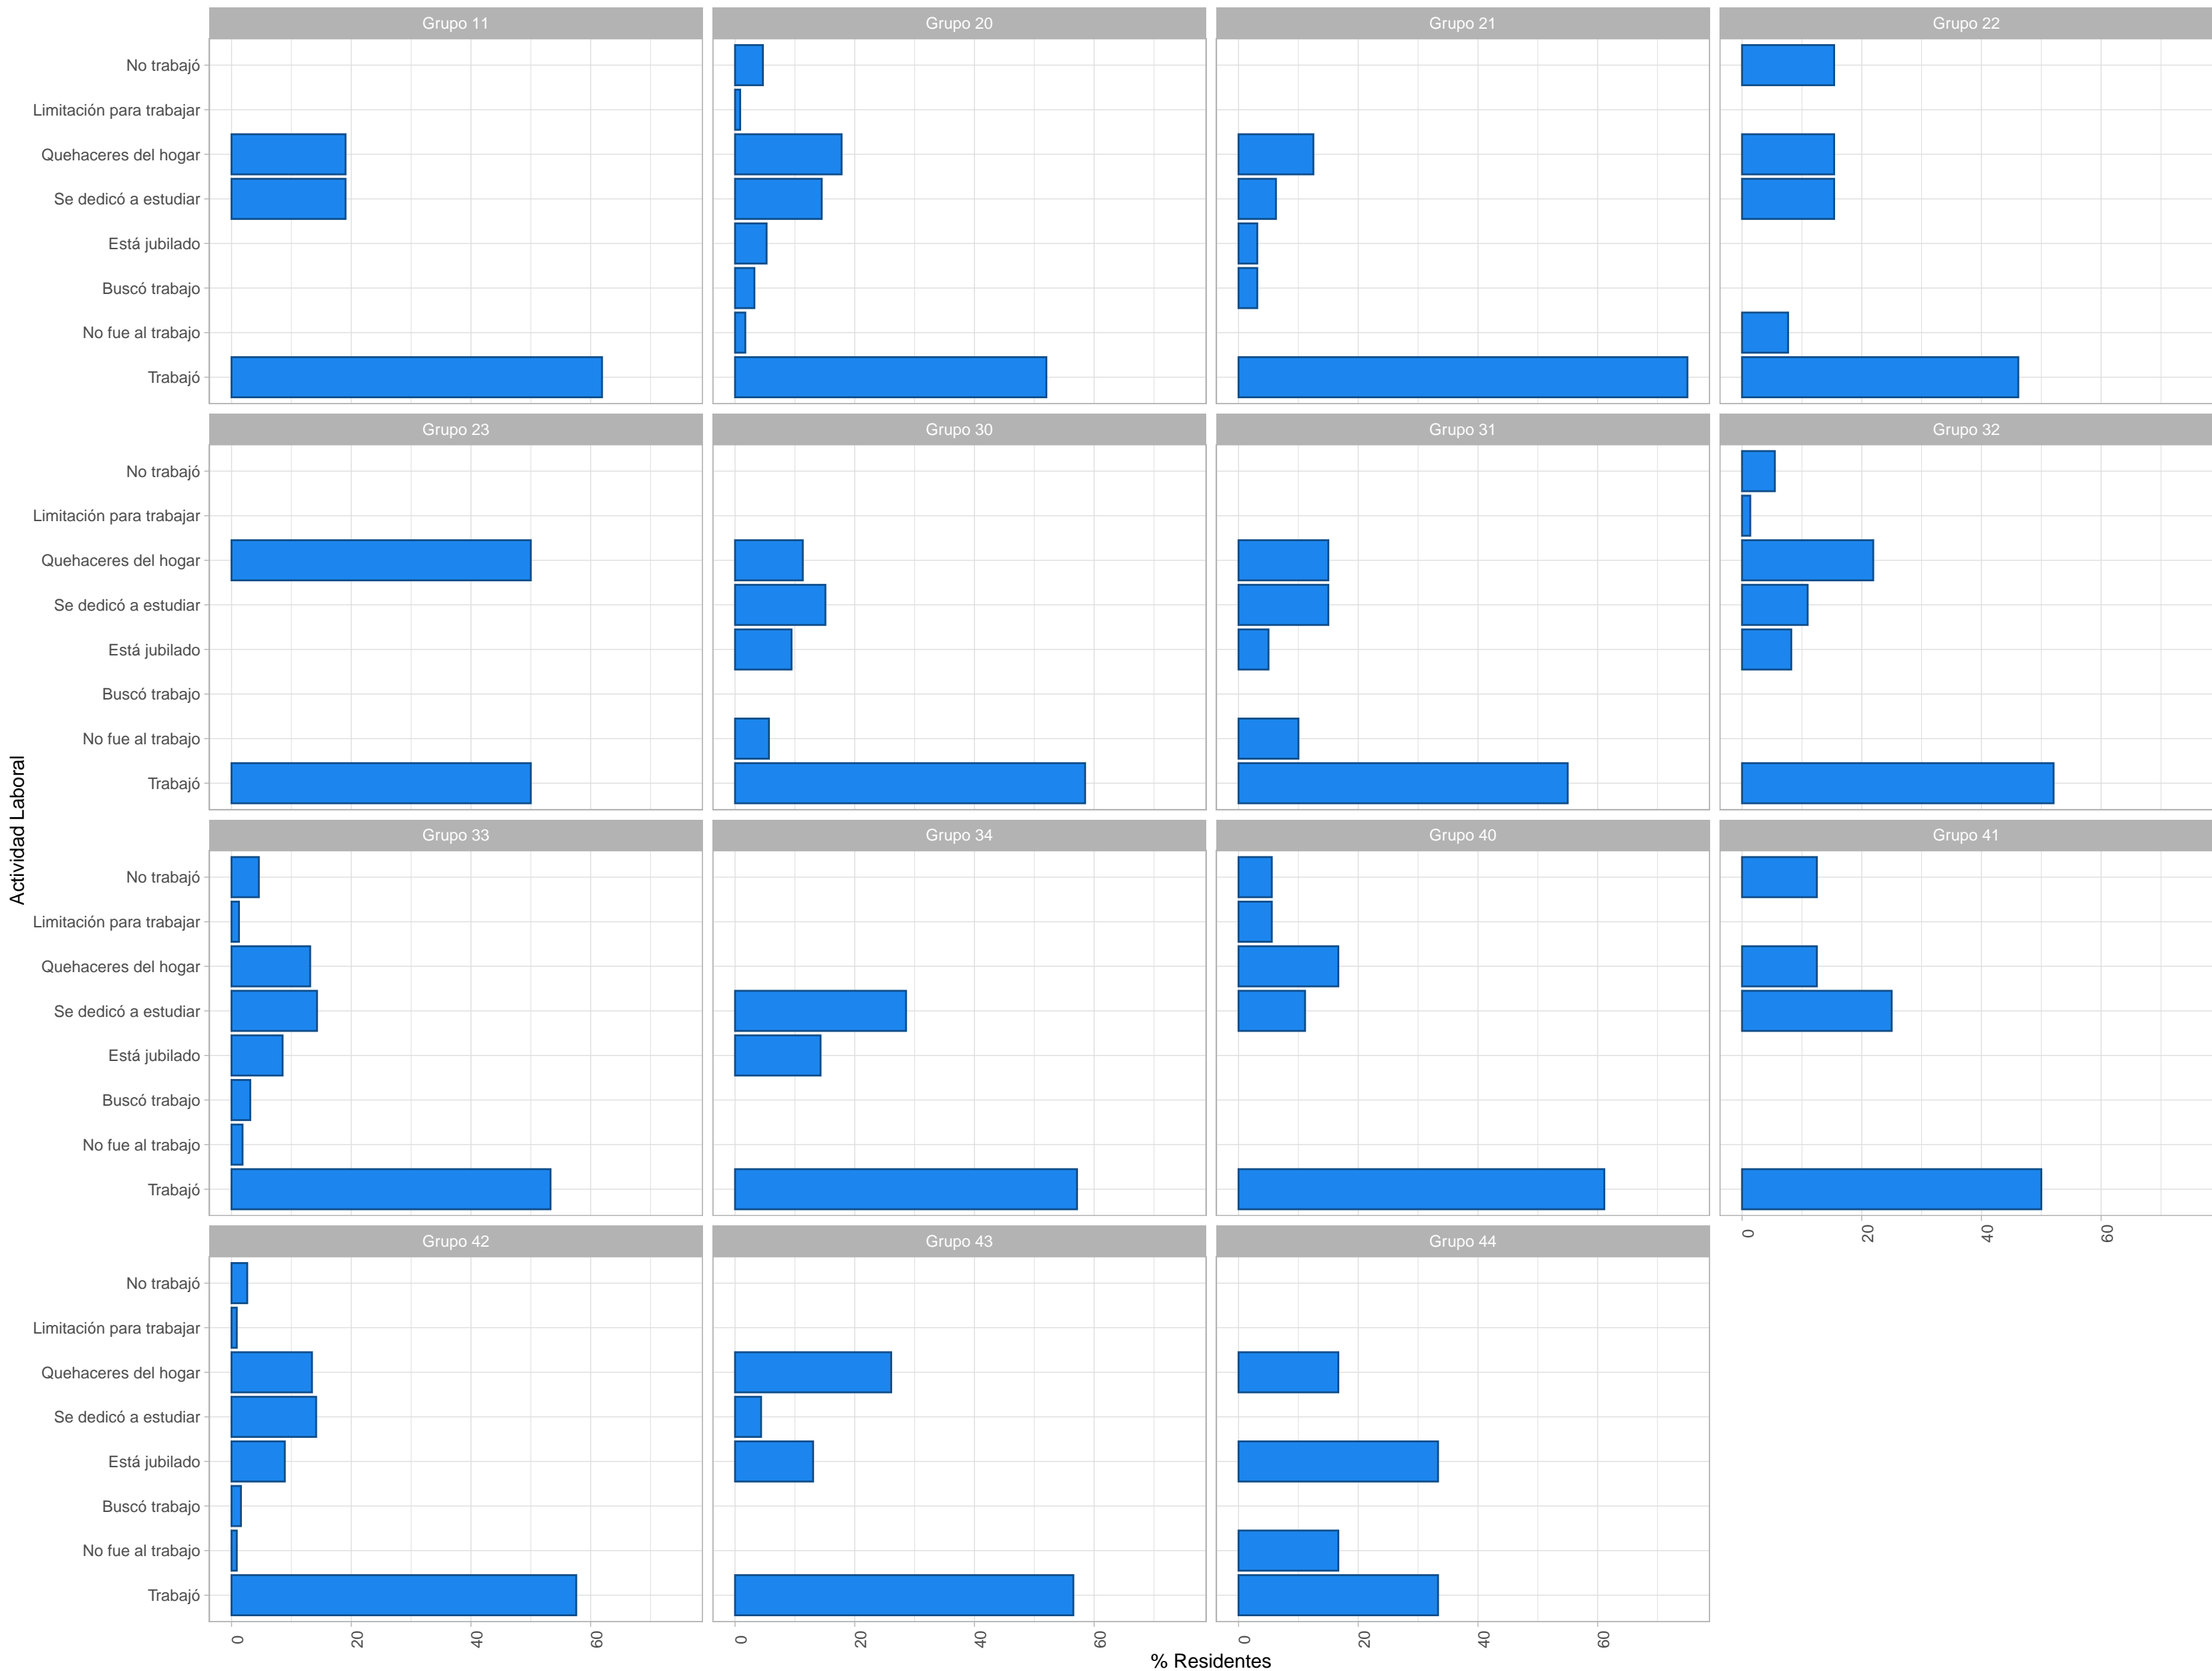 Grupo 11
Grupo 20
Grupo 21
Grupo 22
No trabajó
Limitación para trabajar
Quehaceres del hogar
Se dedicó a estudiar
Está jubilado
Buscó trabajo
No fue al trabajo
Trabajó
Grupo 23
Grupo 30
Grupo 31
Grupo 32
No trabajó
Limitación para trabajar
Quehaceres del hogar
Se dedicó a estudiar
Está jubilado
Buscó trabajo
No fue al trabajo
Trabajó
Actividad Laboral
Grupo 33
Grupo 34
Grupo 40
Grupo 41
No trabajó
Limitación para trabajar
Quehaceres del hogar
Se dedicó a estudiar
Está jubilado
Buscó trabajo
No fue al trabajo
Trabajó
0 20 40 60
Grupo 42
Grupo 43
Grupo 44
No trabajó
Limitación para trabajar
Quehaceres del hogar
Se dedicó a estudiar
Está jubilado
Buscó trabajo
No fue al trabajo
Trabajó
0 20 40 60
0 20 40 60
0 20 40 60
% Residentes